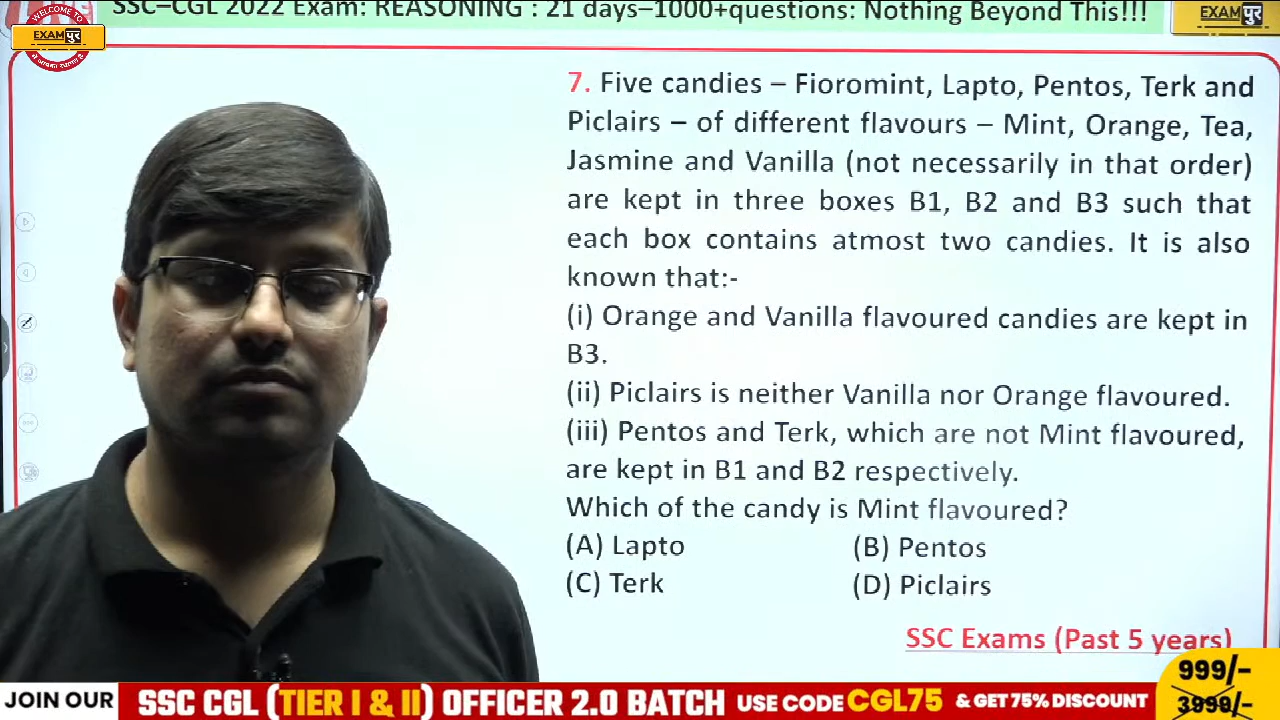 SSC–CGL 2022 Exam: REASONING : 21 days–1000+questions: Nothing Beyond This!!!
WELCOME TO
EXAMपुर
में आपका स्वागत है
EXAMपुर
7. Five candies – Fioromint, Lapto, Pentos, Terk and
Piclairs – of different flavours – Mint, Orange, Tea,
Jasmine and Vanilla (not necessarily in that order)
are kept in three boxes B1, B2 and B3 such that
each box contains atmost two candies. It is also
known that:-
(i) Orange and Vanilla flavoured candies are kept in
B3.
(ii) Piclairs is neither Vanilla nor Orange flavoured.
(iii) Pentos and Terk, which are not Mint flavoured,
are kept in B1 and B2 respectively.
Which of the candy is Mint flavoured?
(A) Lapto (B) Pentos
(C) Terk (D) Piclairs
SSC Exams (Past 5 years)
JOIN OUR SSC CGL (TIER I & II) OFFICER 2.0 BATCH USE CODE CGL75 & GET 75% DISCOUNT
999/-
3999/-